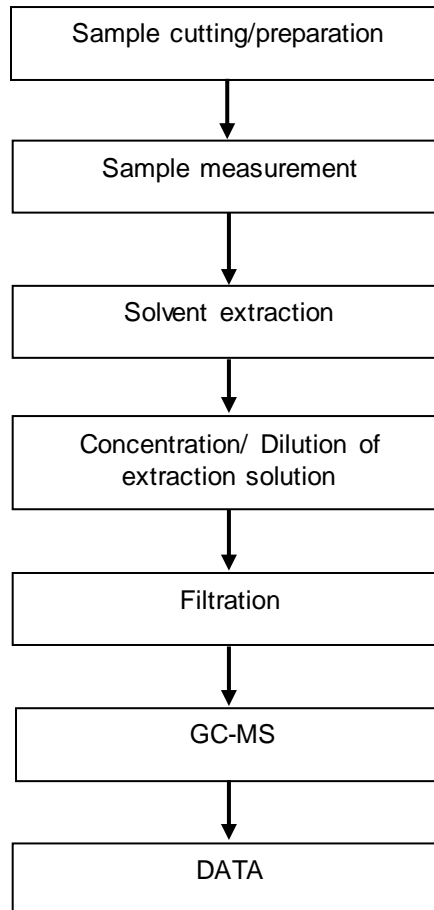 Sample cutting/preparation
Sample measurement
Solvent extraction
Concentration/ Dilution of
extraction solution
Filtration
GC-MS
DATA